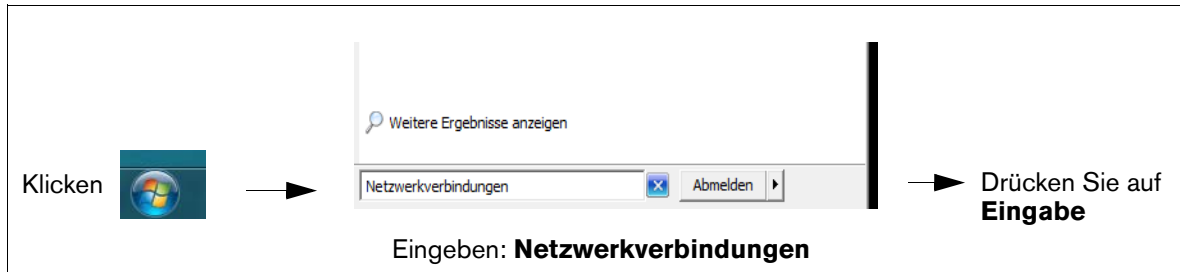 Weitere Ergebnisse anzeigen
Klicken
Netzwerkverbindungen
Abmelden
Drücken Sie auf
Eingabe
Eingeben: Netzwerkverbindungen